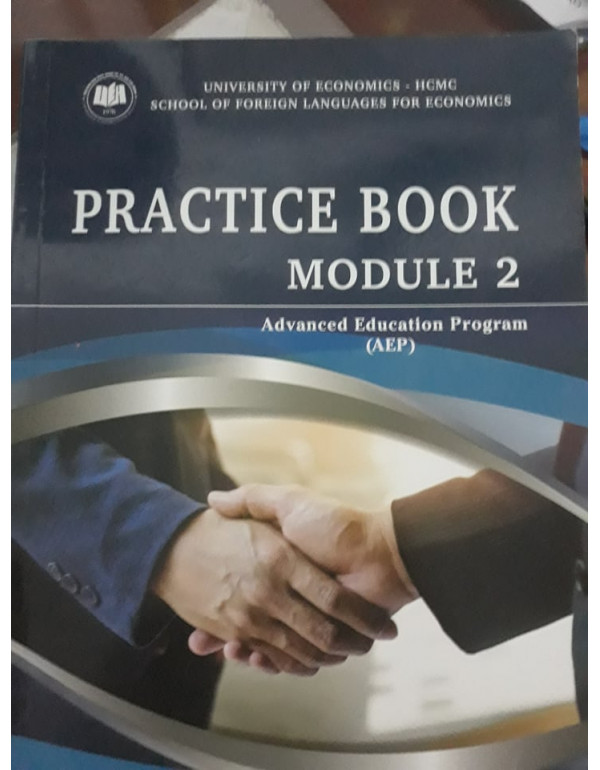 UNIVERSITY OF ECONOMICS - HCMC
SCHOOL OF FOREIGN LANGUAGES FOR ECONOMICS
PRACTICE BOOK
MODULE 2
Advanced Education Program
(AEP)